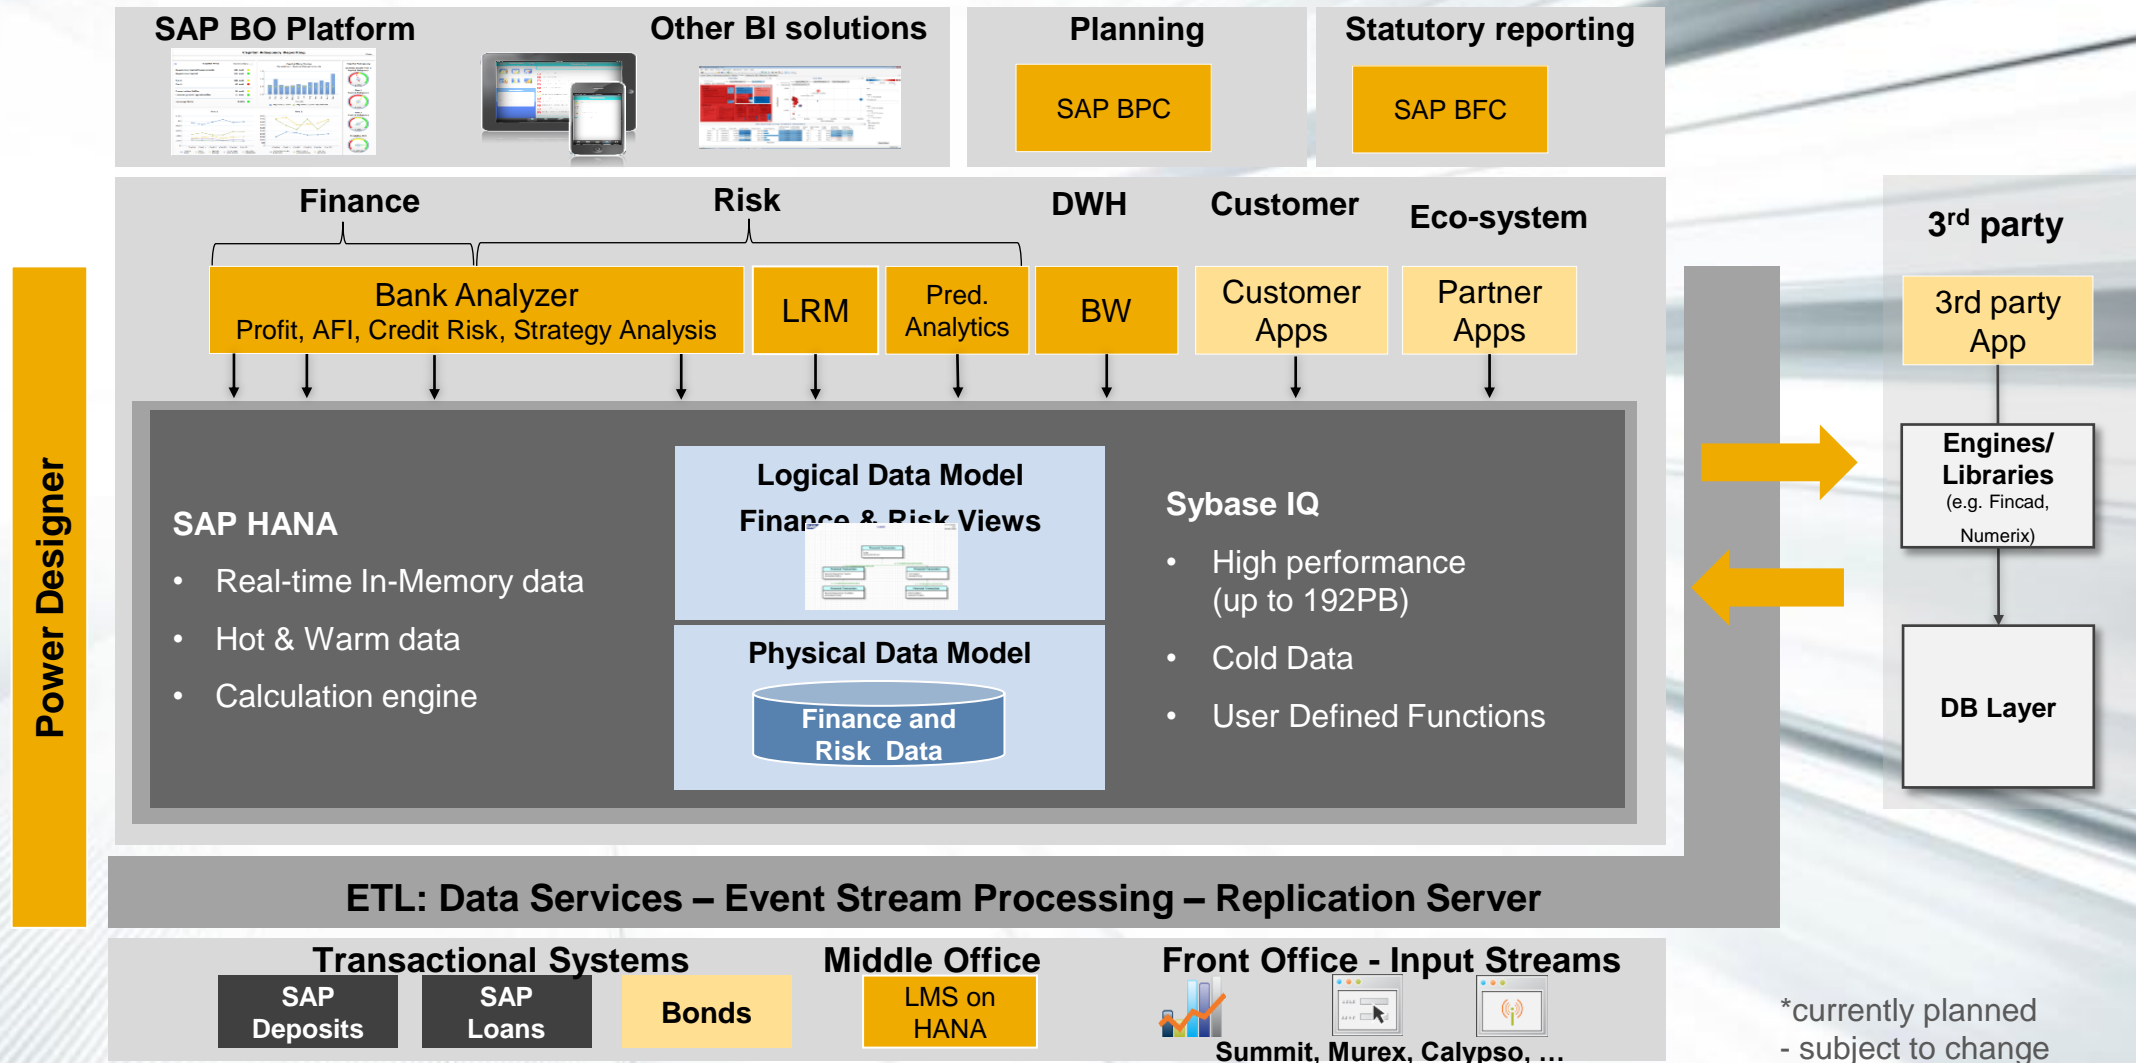 SAP BO Platform
Other BI solutions
Planning
Statutory reporting
SAP BPC
SAP BFC
Finance
Risk
DWH
Customer
Eco-system
3rd party
Bank Analyzer
Profit, AFI, Credit Risk, Strategy Analysis
LRM
Pred.
Analytics
BW
Customer
Apps
Partner
Apps
3rd party
App
Power Designer
SAP HANA
• Real-time In-Memory data
• Hot & Warm data
• Calculation engine
Logical Data Model
Finance & Risk Views
Physical Data Model
Finance and
Risk Data
Sybase IQ
• High performance
(up to 192PB)
• Cold Data
• User Defined Functions
Engines/
Libraries
(e.g. Fincad,
Numerix)
DB Layer
ETL: Data Services – Event Stream Processing – Replication Server
Transactional Systems
Middle Office
Front Office - Input Streams
SAP
Deposits
SAP
Loans
Bonds
LMS on
HANA
Summit, Murex, Calypso, …
*currently planned
- subject to change